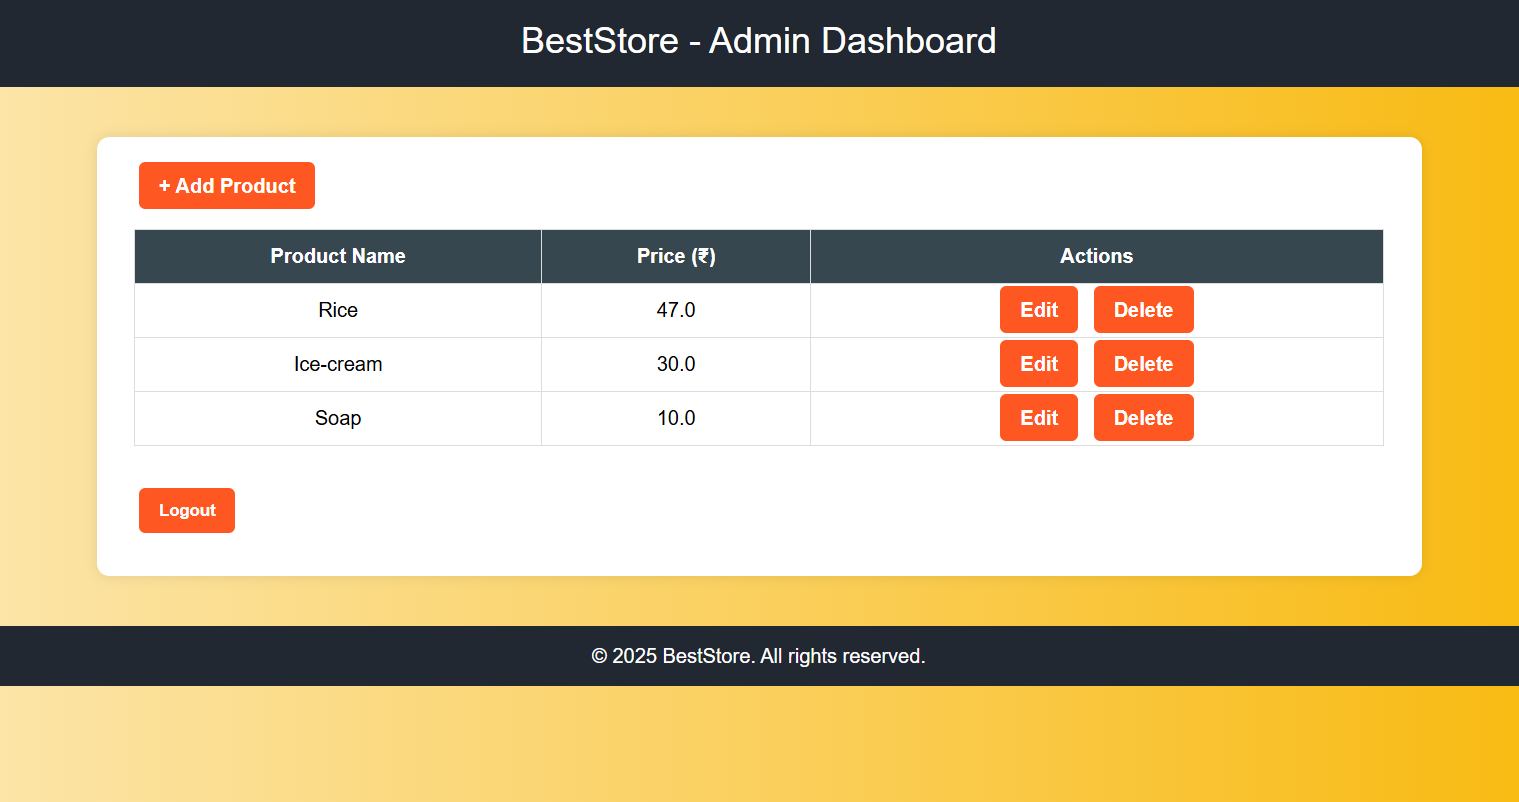 BestStore - Admin Dashboard
+ Add Product
Product Name Price (₹) Actions
Rice 47.0 Edit Delete
Ice-cream 30.0 Edit Delete
Soap 10.0 Edit Delete
Logout
© 2025 BestStore. All rights reserved.